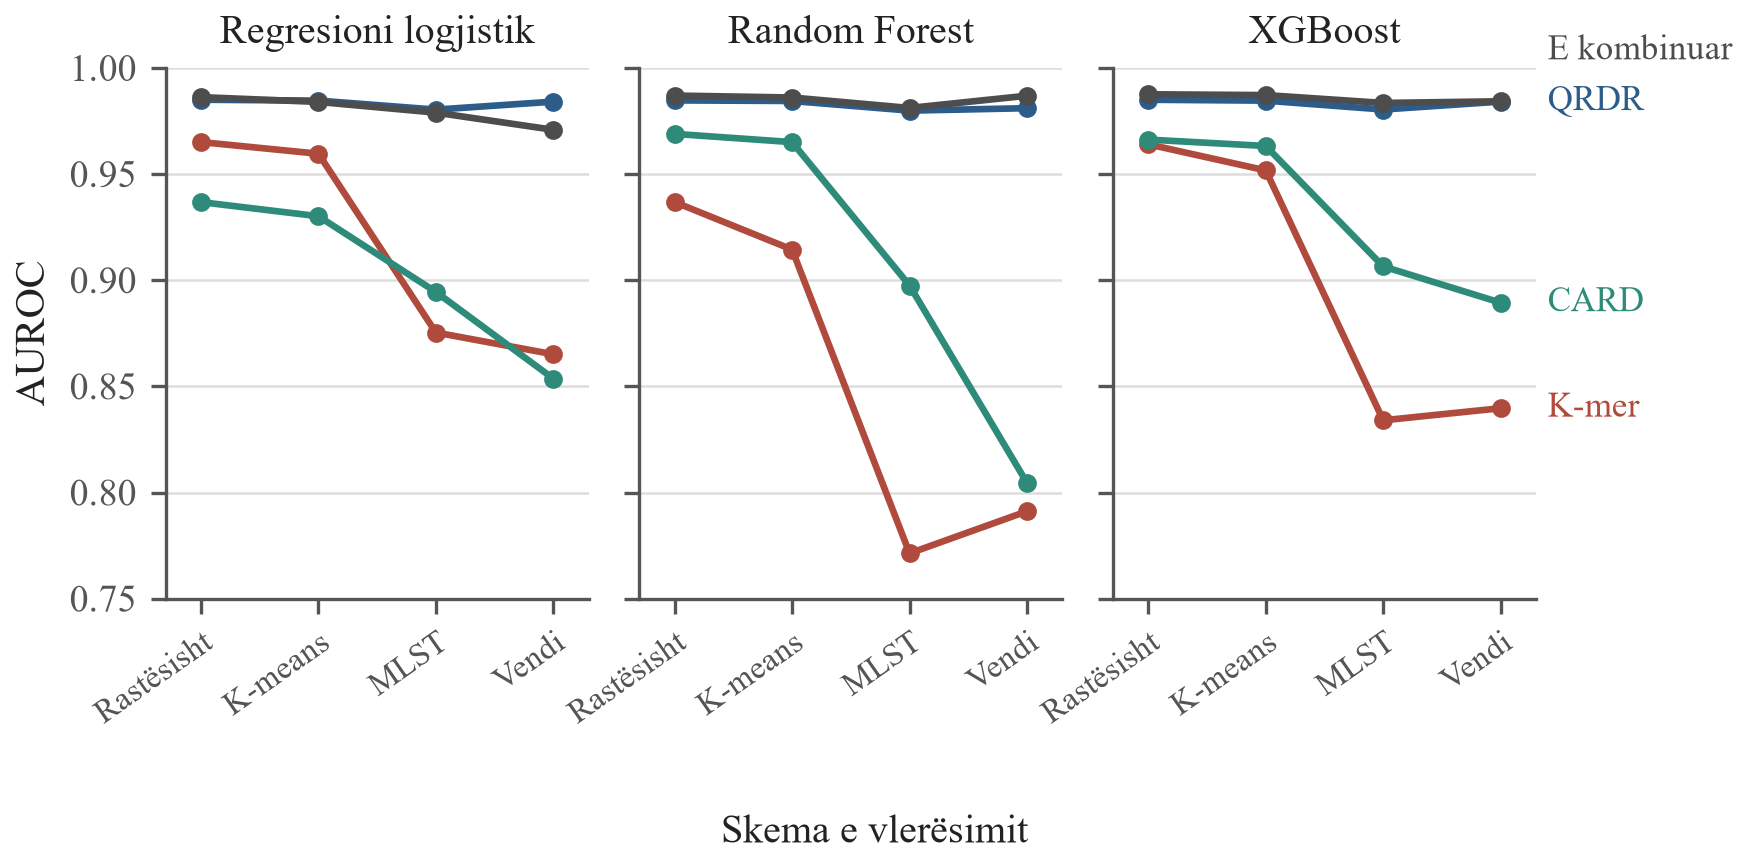 Regresioni logjistik
Random Forest
XGBoost
E kombinuar
QRDR
CARD
K-mer
AUROC
1.00
0.95
0.90
0.85
0.80
0.75
Rastësisht
K-means
MLST
Vendi
Rastësisht
K-means
MLST
Vendi
Rastësisht
K-means
MLST
Vendi
Skema e vlerësimit